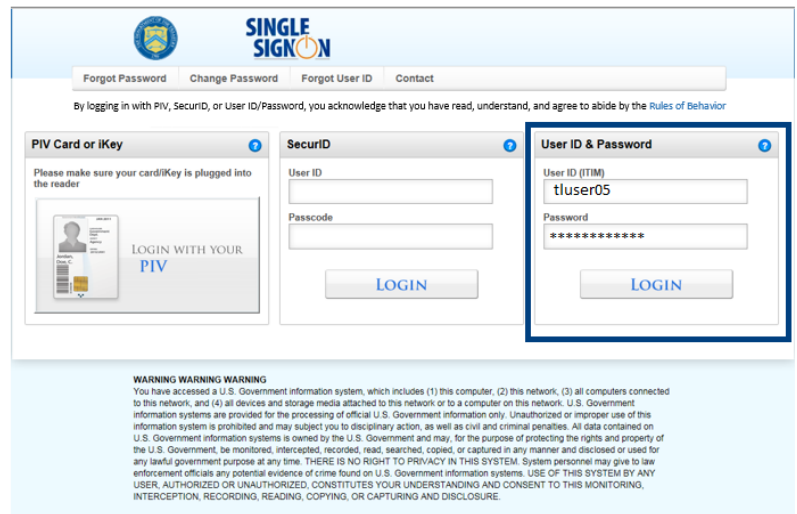 SINGLE
SIGN ON
Forgot Password Change Password Forgot User ID Contact
By logging in with PIV, SecurID, or User ID/Password, you acknowledge that you have read, understand, and agree to abide by the Rules of Behavior
PIV Card or iKey ?
Please make sure your card/iKey is plugged into
the reader
LOGIN WITH YOUR
PIV
SecurID ?
User ID
Passcode
LOGIN
User ID & Password ?
User ID (ITIM)
tluser05
Password
************
LOGIN
WARNING WARNING WARNING
You have accessed a U.S. Government information system, which includes (1) this computer, (2) this network, (3) all computers connected
to this network, and (4) all devices and storage media attached to this network or to a computer on this network. U.S. Government
information systems are provided for the processing of official U.S. Government information only. Unauthorized or improper use of this
information system is prohibited and may subject you to disciplinary action, as well as civil and criminal penalties. All data contained on
U.S. Government information systems is owned by the U.S. Government and may, for the purpose of protecting the rights and property of
the U.S. Government, be monitored, intercepted, recorded, read, searched, copied, or captured in any manner and disclosed or used for
any lawful government purpose at any time. THERE IS NO RIGHT TO PRIVACY IN THIS SYSTEM. System personnel may give to law
enforcement officials any potential evidence of crime found on U.S. Government information systems. USE OF THIS SYSTEM BY ANY
USER, AUTHORIZED OR UNAUTHORIZED, CONSTITUTES YOUR UNDERSTANDING AND CONSENT TO THIS MONITORING,
INTERCEPTION, RECORDING, READING, COPYING, OR CAPTURING AND DISCLOSURE.